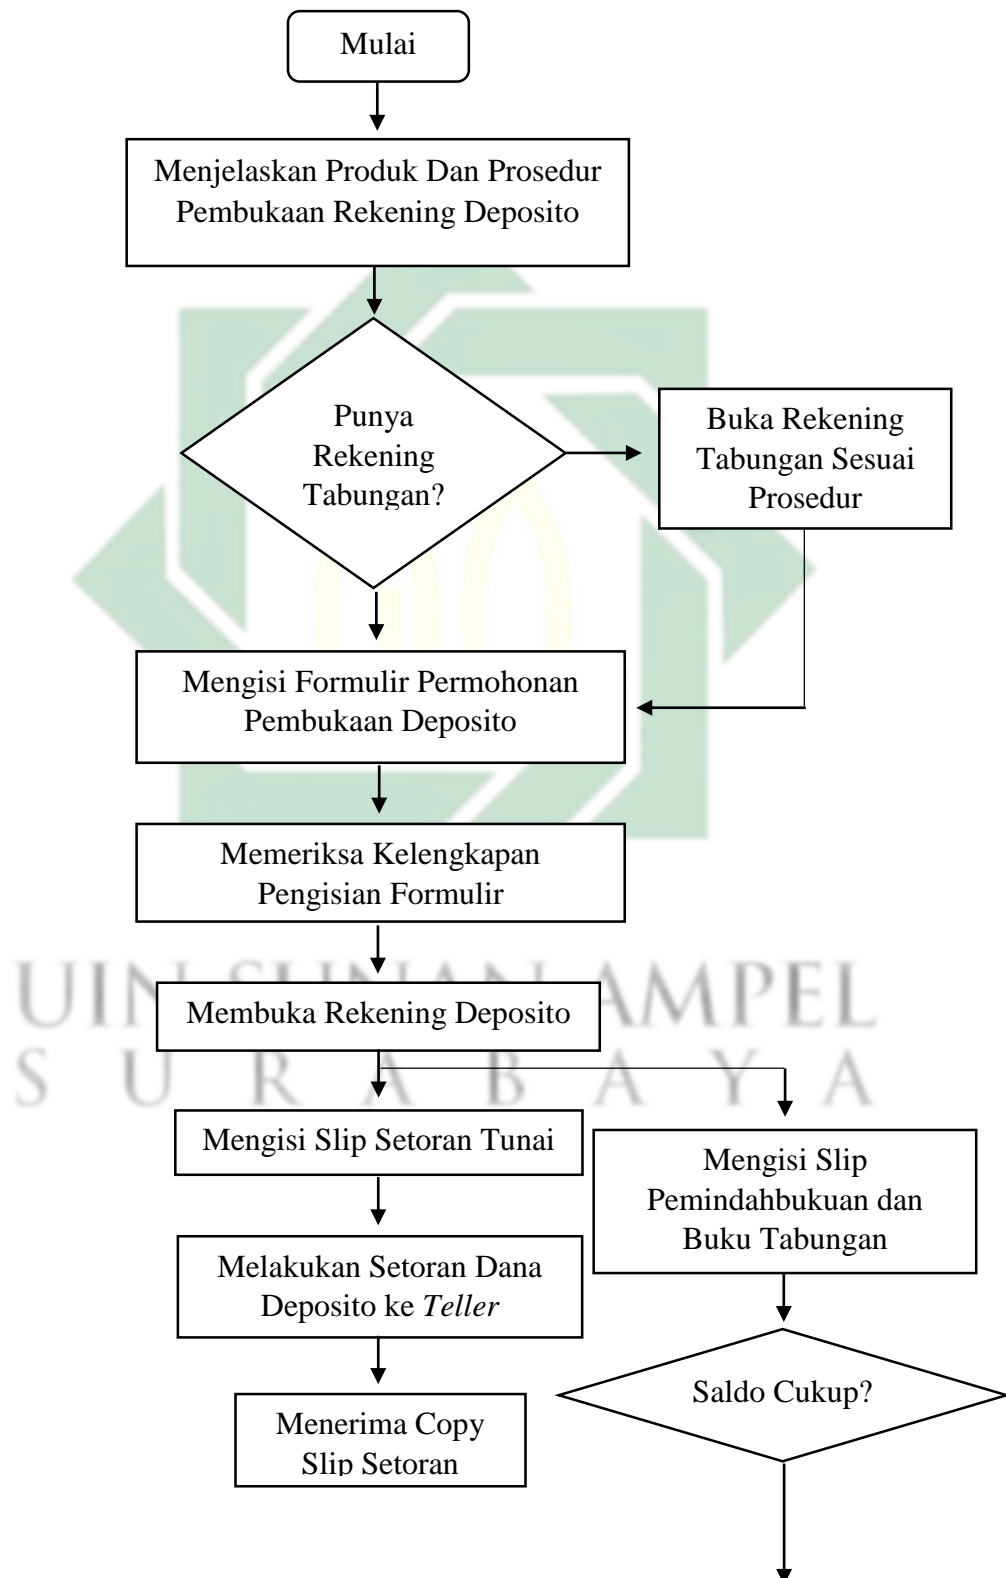 Mulai
Menjelaskan Produk Dan Prosedur
Pembukaan Rekening Deposito
Punya
Rekening
Tabungan?
Buka Rekening
Tabungan Sesuai
Prosedur
Mengisi Formulir Permohonan
Pembukaan Deposito
Memeriksa Kelengkapan
Pengisian Formulir
UIN SUNAN AMPEL
Membuka Rekening Deposito
S U R A B A Y A
Mengisi Slip Setoran Tunai
Mengisi Slip
Pemindahbukuan dan
Buku Tabungan
Melakukan Setoran Dana
Deposito ke Teller
Saldo Cukup?
Menerima Copy
Slip Setoran